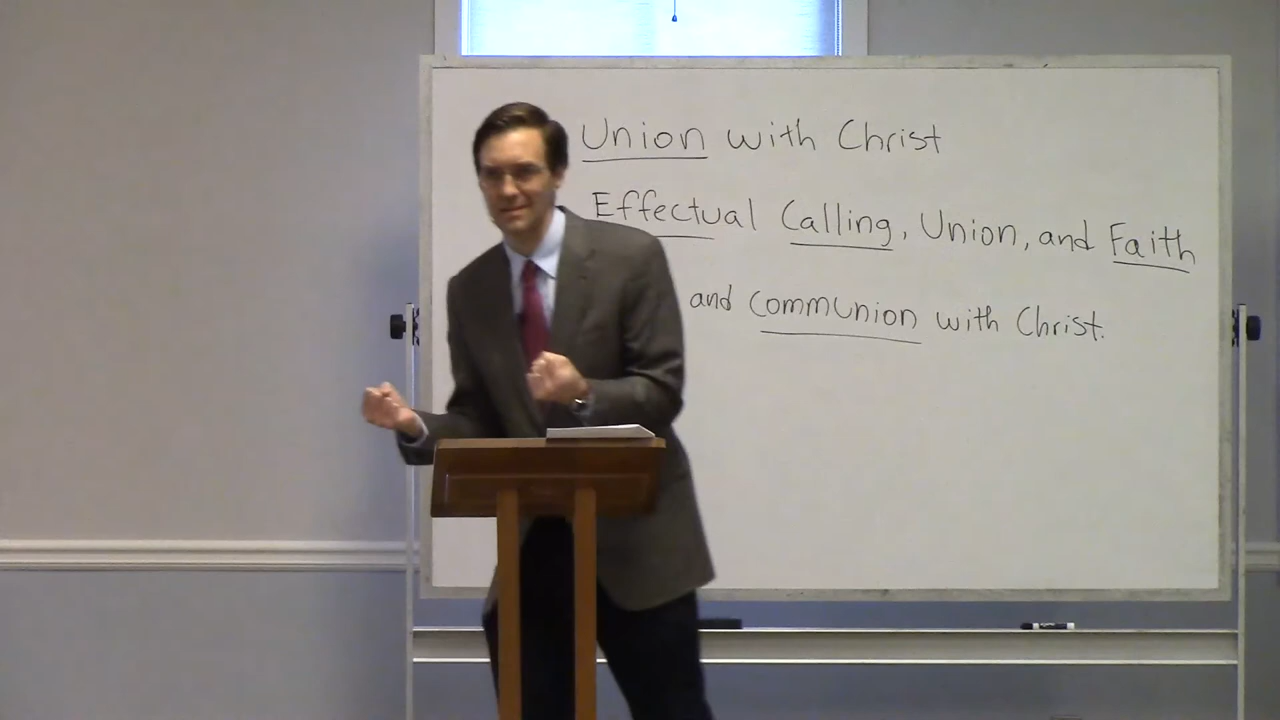 Union with Christ
Effectual Calling, Union, and Faith
and Communion with Christ.